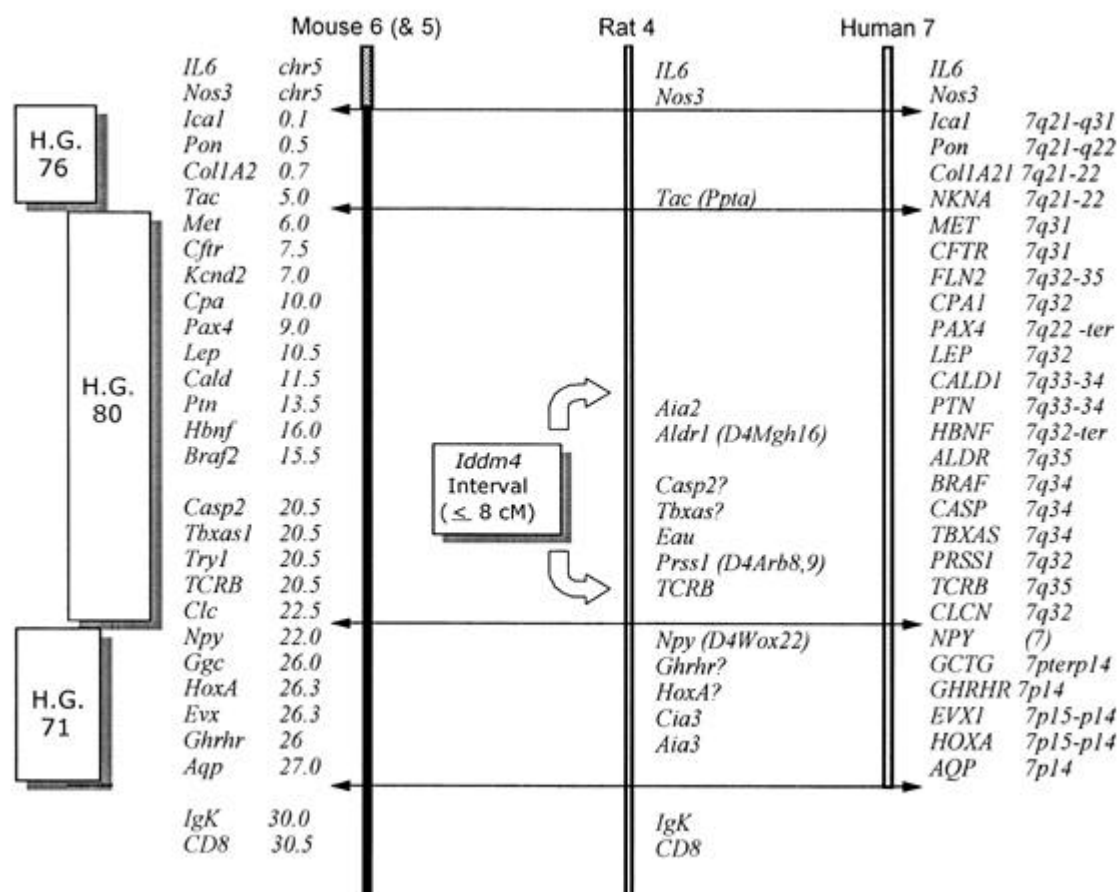 Mouse 6 (& 5) Rat 4 Human 7
IL6 chr5 IL6 IL6
Nos3 chr5 Nos3 Nos3
Ica1 0.1 Ica1 7q21-q31
H.G. 76
Pon 0.5 Pon 7q21-q22
Col1A2 0.7 Col1A21 7q21-22
Tac 5.0 Tac (Ppta) NKNA 7q21-22
Met 6.0 MET 7q31
Cftr 7.5 CFTR 7q31
Kcnd2 7.0 FLN2 7q32-35
Cpa 10.0 CPA1 7q32
Pax4 9.0 PAX4 7q22 -ter
Lep 10.5 LEP 7q32
H.G. 80
Cald 11.5 CALD1 7q33-34
Ptn 13.5 Aia2 PTN 7q33-34
Hbnf 16.0 Aldr1 (D4Mgh16) HBNF 7q32-ter
Braf2 15.5 ALDR 7q35
Iddm4
Interval
(≤ 8 cM)
Casp2? BRAF 7q34
Casp2 20.5 Tbxas? CASP 7q34
Tbxas1 20.5 Eau TBXAS 7q34
Try1 20.5 Prss1 (D4Arb8,9) PRSS1 7q32
TCRB 20.5 TCRB TCRB 7q35
Clc 22.5 CLCN 7q32
Npy 22.0 Npy (D4Wox22) NPY (7)
Ggc 26.0 Ghrhr? GCTG 7pterp14
H.G. 71
HoxA 26.3 HoxA? GHRHR 7p14
Evx 26.3 Cia3 EVX1 7p15-p14
Ghrhr 26 Aia3 HOXA 7p15-p14
Aqp 27.0 AQP 7p14
IgK 30.0 IgK
CD8 30.5 CD8